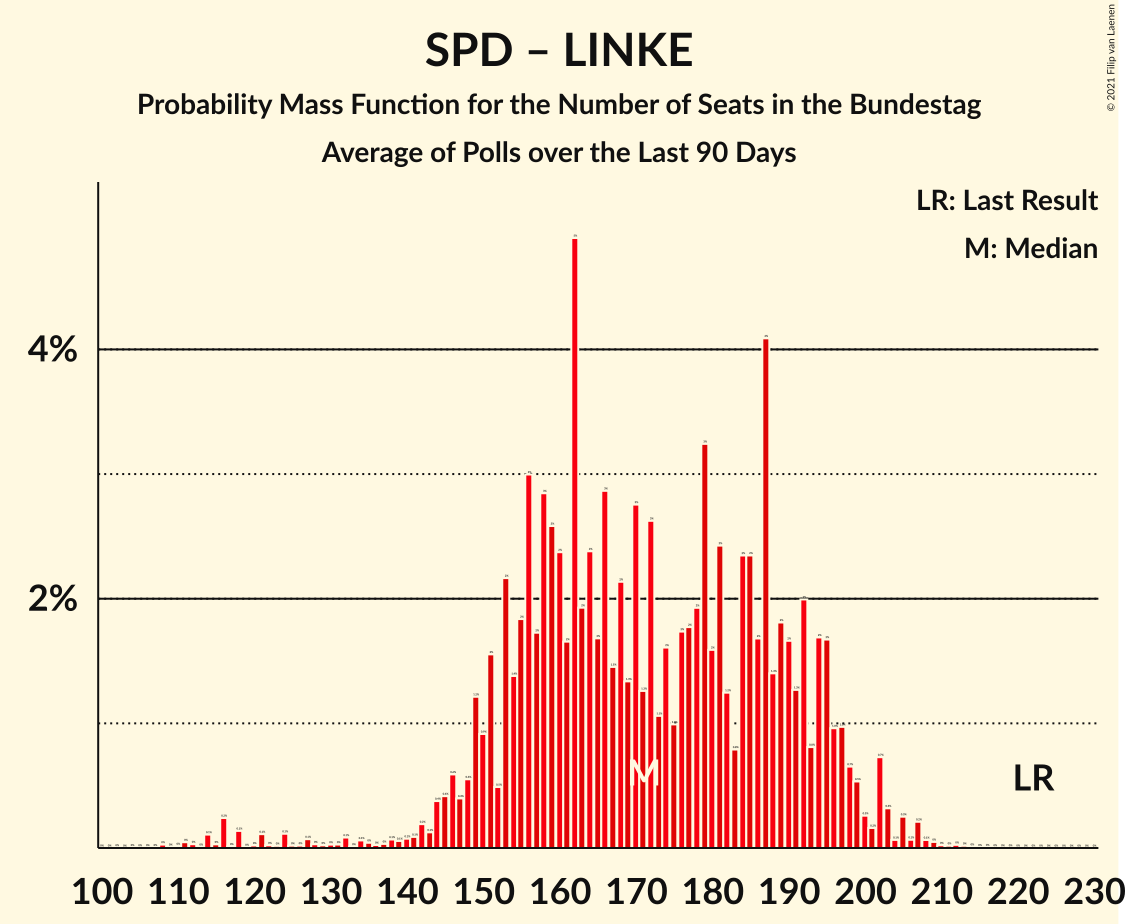 SPD – LINKE
Probability Mass Function for the Number of Seats in the Bundestag
Average of Polls over the Last 90 Days
© 2021 Filip van Laenen
LR: Last Result
M: Median
4%
2%
M
LR
100 110 120 130 140 150 160 170 180 190 200 210 220 230